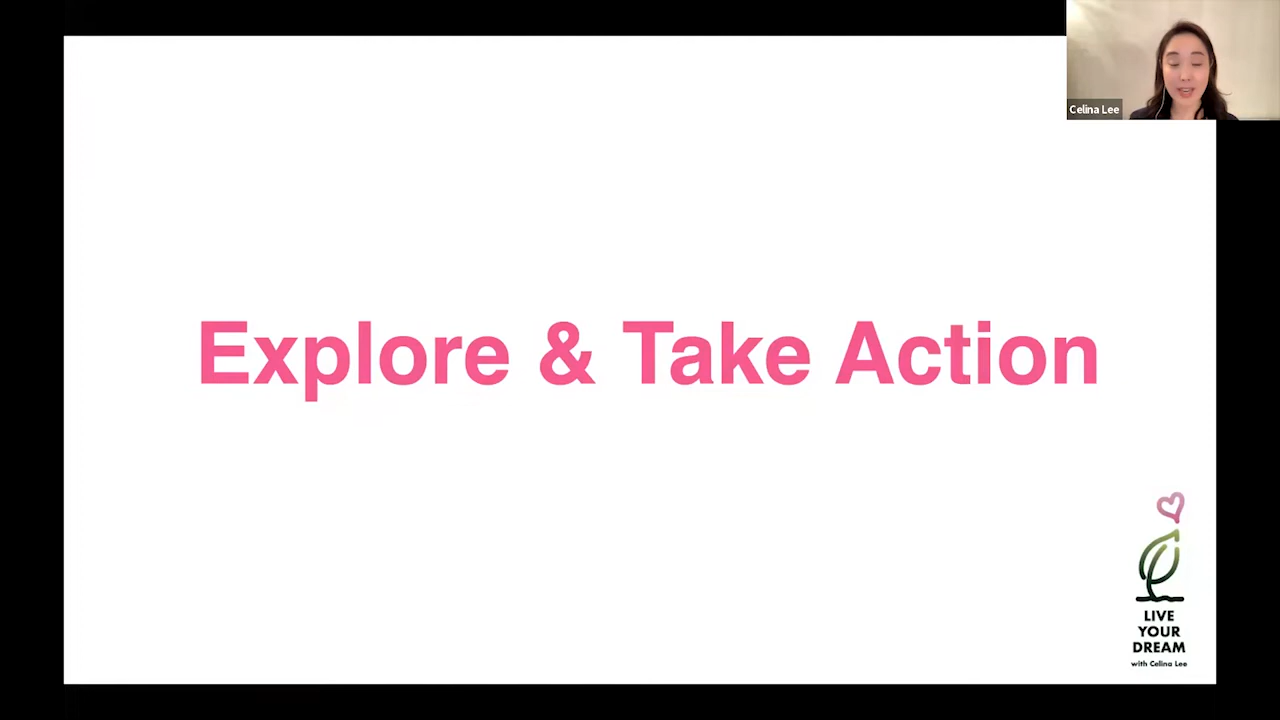 Celina Lee
Explore & Take Action
LIVE
YOUR
DREAM
with Celina Lee